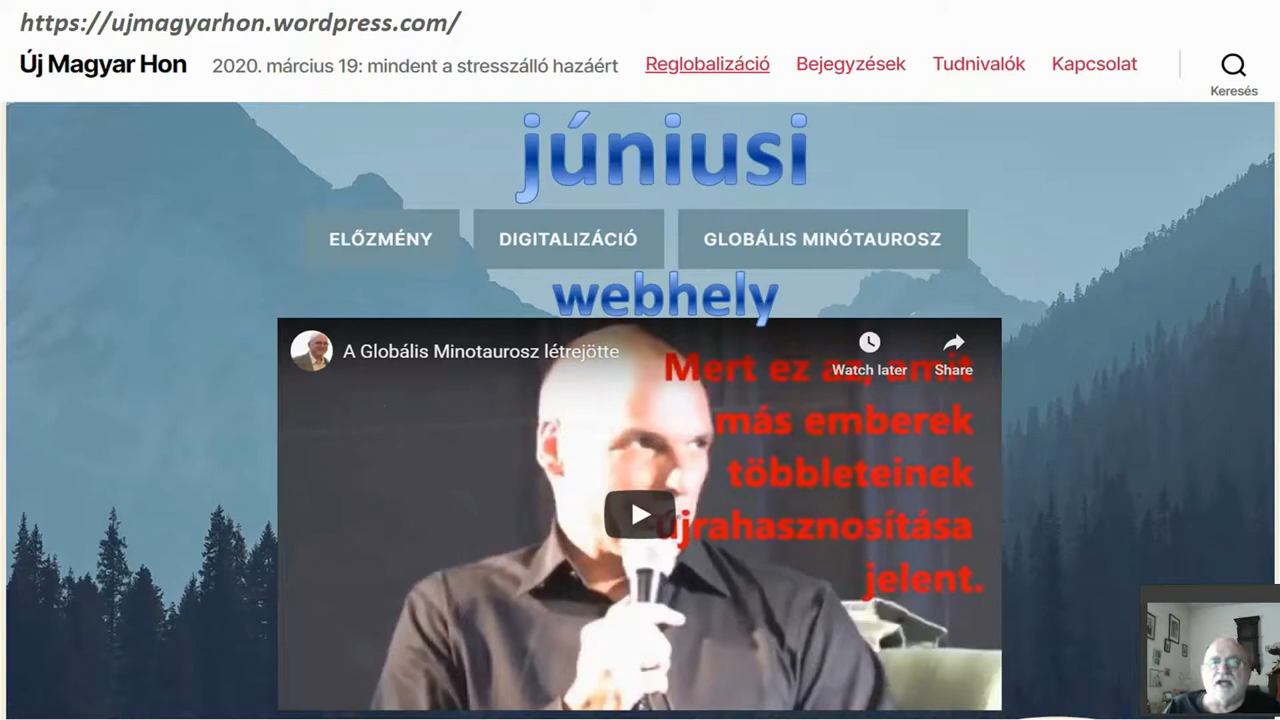 https://ujmagyarhon.wordpress.com/
Új Magyar Hon 2020. március 19: mindent a stresszálló hazáért Reglobalizáció Bejegyzések Tudnivalók Kapcsolat
Keresés
júniusi
ELŐZMÉNY DIGITALIZÁCIÓ GLOBÁLIS MINÓTAUROSZ
webhely
A Globális Minotaurosz létrejötte
Watch later Share
Mert ez az, amit
más emberek
többleteinek
újrahasznosítása
jelent.